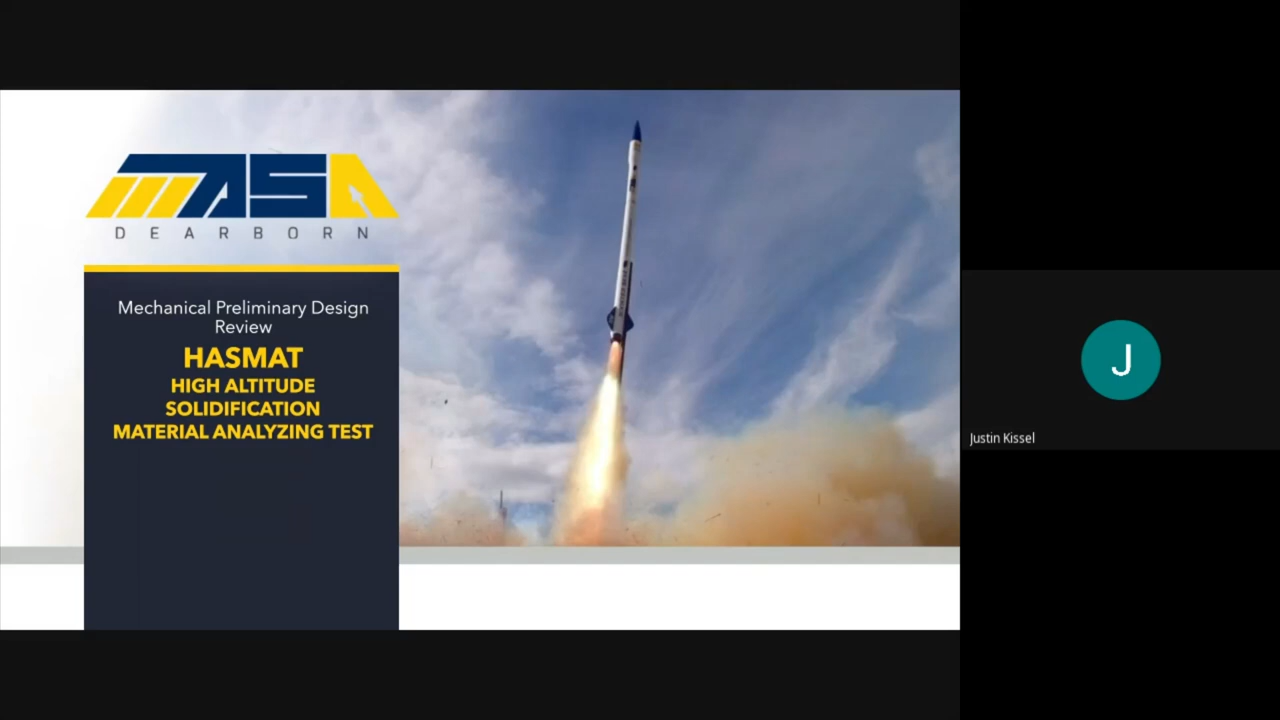 MASA
DEARBORN
Mechanical Preliminary Design
Review
HASMAT
HIGH ALTITUDE
SOLIDIFICATION
MATERIAL ANALYZING TEST
J
Justin Kissel